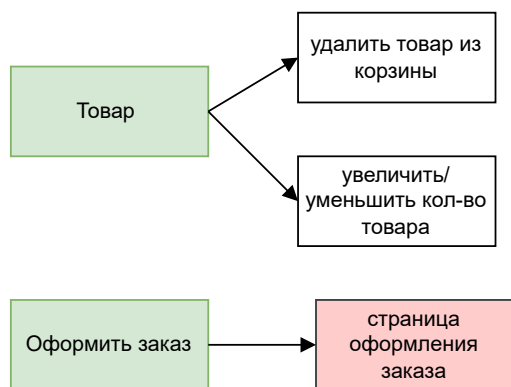 удалить товар из
корзины
Товар
увеличить/
уменьшить кол-во
товара
Оформить заказ
страница
оформления
заказа